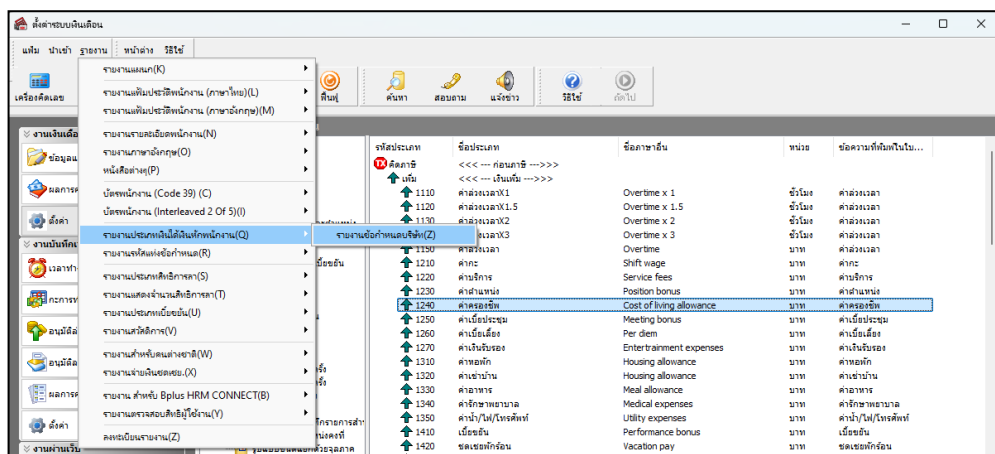 ตั้งค่าระบบเงินเดือน
แฟ้ม นำเข้า รายงาน หน้าต่าง วิธีใช้
เครื่องคิดเลข ฟื้นฟู ค้นหา สอบถาม แจ้งข่าว วิธีใช้ ถัดไป
รายงานแผนก(K)
รายงานแฟ้มประวัติพนักงาน (ภาษาไทย)(L)
รายงานแฟ้มประวัติพนักงาน (ภาษาอังกฤษ)(M)
รายงานรายละเอียดพนักงาน(N)
รายงานภาษาอังกฤษ(O)
หนังสือต่างๆ(P)
บัตรพนักงาน (Code 39) (C)
บัตรพนักงาน (Interleaved 2 Of 5)(I)
รายงานประเภทเงินได้เงินหักพนักงาน(Q)
รายงานข้อกำหนดบริษัท(Z)
รายงานรหัสแห่งข้อกำหนด(R)
รายงานประเภทสิทธิการลา(S)
รายงานแสดงจำนวนสิทธิการลา(T)
รายงานประเภทเบี้ยขยัน(U)
รายงานสวัสดิการ(V)
รายงานสำหรับคนต่างชาติ(W)
รายงานจ่ายเงินชดเชย.(X)
รายงาน สำหรับ Bplus HRM CONNECT(B)
รายงานตรวจสอบสิทธิผู้ใช้งาน(Y)
ลงทะเบียนรายงาน(Z)
งานเงินเดือ
ข้อมูลแ
ผลการค
ตั้งค่า
งานบันทึกเ
เวลาทำ
กะการท
อนุมัติล
อนุมัติล
ผลการค
ตั้งค่า
งานผ่านเว็บ
รหัสประเภท ชื่อประเภท ชื่อภาษาอื่น หน่วย ข้อความที่พิมพ์ในใบ...
TX คิดภาษี <<< --- ก่อนภาษี --->>>
เพิ่ม <<< --- เงินเพิ่ม --->>>
1110 ค่าล่วงเวลาX1 Overtime x 1 ชั่วโมง ค่าล่วงเวลา
1120 ค่าล่วงเวลาX1.5 Overtime x 1.5 ชั่วโมง ค่าล่วงเวลา
1130 ค่าล่วงเวลาX2 Overtime x 2 ชั่วโมง ค่าล่วงเวลา
งเวลาX3 Overtime x 3 ชั่วโมง ค่าล่วงเวลา
1150 ค่าล่วงเวลา Overtime บาท ค่าล่วงเวลา
1210 ค่ากะ Shift wage บาท ค่ากะ
1220 ค่าบริการ Service fees บาท ค่าบริการ
1230 ค่าตำแหน่ง Position bonus บาท ค่าตำแหน่ง
1240 ค่าครองชีพ Cost of living allowance บาท ค่าครองชีพ
1250 ค่าเบี้ยประชุม Meeting bonus บาท ค่าเบี้ยประชุม
1260 ค่าเบี้ยเลี้ยง Per diem บาท ค่าเบี้ยเลี้ยง
1270 ค่าเงินรับรอง Entertrainment expenses บาท ค่าเงินรับรอง
1310 ค่าหอพัก Housing allowance บาท ค่าหอพัก
1320 ค่าเช่าบ้าน Housing allowance บาท ค่าเช่าบ้าน
1330 ค่าอาหาร Meal allowance บาท ค่าอาหาร
1340 ค่ารักษาพยาบาล Medical expenses บาท ค่ารักษาพยาบาล
1350 ค่าน้ำ/ไฟ/โทรศัพท์ Utility expenses บาท ค่าน้ำ/ไฟ/โทรศัพท์
1410 เบี้ยขยัน Performance bonus บาท เบี้ยขยัน
1420 ชดเชยพักร้อน Vacation pay บาท ชดเชยพักร้อน